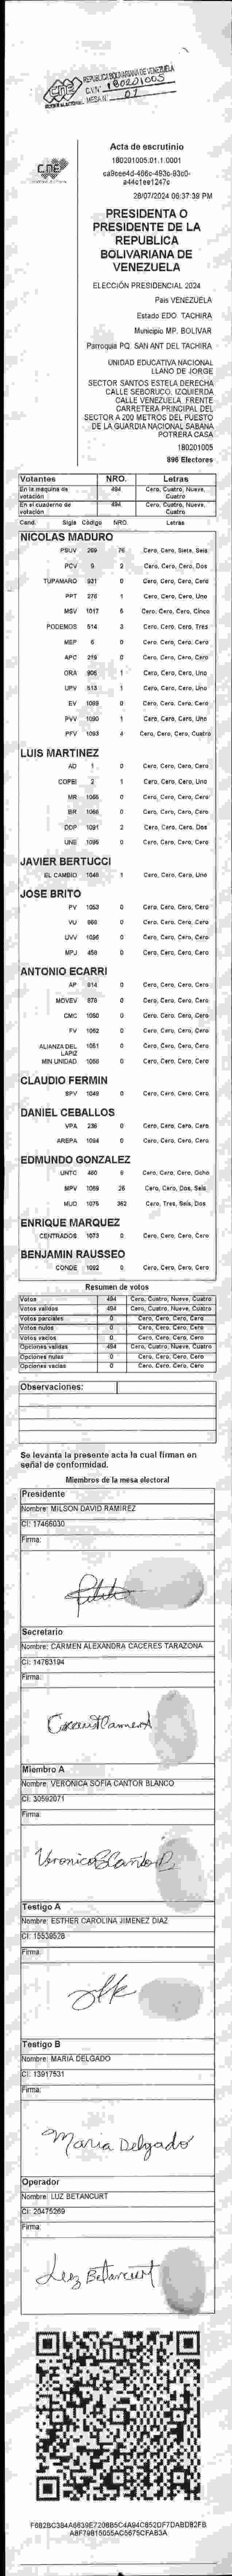 REPUBLICA BOLIVARIANA DE VENEZUELA
C.V.N° 180201005
MESA N° 01
CNE
Acta de escrutinio
180201005.01.1.0001
28/07/2024 06:37:39 PM
PRESIDENTA O
PRESIDENTE DE LA
REPUBLICA
BOLIVARIANA DE
VENEZUELA
ELECCIÓN PRESIDENCIAL 2024
Pais VENEZUELA
Estado EDO. TACHIRA
Municipio MP. BOLIVAR
Parroquia PQ. SAN ANT DEL TACHIRA
UNIDAD EDUCATIVA NACIONAL
LLANO DE JORGE
SECTOR SANTOS ESTELA DERECHA
CALLE SEBORUCO. IZQUIERDA
CALLE VENEZUELA. FRENTE
CARRETERA PRINCIPAL DEL
SECTOR A 200 METROS DEL PUESTO
DE LA GUARDIA NACIONAL SABANA
POTRERA CASA
180201005
896 Electores
Votantes NRO. Letras
En la maquina de votación 494 Cero, Cuatro, Nueve, Cuatro
En el cuaderno de votación 494 Cero, Cuatro, Nueve, Cuatro
Cand. Sigla Código NRO. Letras
NICOLAS MADURO
PSUV 289 76 Cero, Cero, Siete, Seis
PCV 9 2 Cero, Cero, Cero, Dos
TUPAMARO 931 0 Cero, Cero, Cero, Cero
PPT 276 1 Cero, Cero, Cero, Uno
MSV 1017 5 Cero, Cero, Cero, Cinco
PODEMOS 514 3 Cero, Cero, Cero, Tres
MEP 6 0 Cero, Cero, Cero, Cero
APC 219 0 Cero, Cero, Cero, Cero
ORA 906 1 Cero, Cero, Cero, Uno
UPV 513 1 Cero, Cero, Cero, Uno
EV 1089 0 Cero, Cero, Cero, Cero
PVV 1090 1 Cero, Cero, Cero, Uno
PFV 1093 4 Cero, Cero, Cero, Cuatro
LUIS MARTINEZ
AD 1 0 Cero, Cero, Cero, Cero
COPEI 2 1 Cero, Cero, Cero, Uno
MR 1065 0 Cero, Cero, Cero, Cero
BR 1066 0 Cero, Cero, Cero, Cero
DDP 1091 2 Cero, Cero, Cero, Dos
UNE 1095 0 Cero, Cero, Cero, Cero
JAVIER BERTUCCI
EL CAMBIO 1048 1 Cero, Cero, Cero, Uno
JOSE BRITO
PV 1053 0 Cero, Cero, Cero, Cero
VU 0 Cero, Cero, Cero, Cero
UVV 1096 0 Cero, Cero, Cero, Cero
MPJ 458 0 Cero, Cero, Cero, Cero
ANTONIO ECARRI
AP 914 0 Cero, Cero, Cero, Cero
MOVEV 979 0 Cero, Cero, Cero, Cero
CMC 1050 0 Cero, Cero, Cero, Cero
FV 1062 0 Cero, Cero, Cero, Cero
ALIANZA DEL LAPIZ 1051 0 Cero, Cero, Cero, Cero
MIN UNIDAD 1088 0 Cero, Cero, Cero, Cero
CLAUDIO FERMIN
SPV 1049 0 Cero, Cero, Cero, Cero
DANIEL CEBALLOS
VPA 236 0 Cero, Cero, Cero, Cero
AREPA 1094 0 Cero, Cero, Cero, Cero
EDMUNDO GONZALEZ
UNTC 460 8 Cero, Cero, Cero, Ocho
MPV 1069 26 Cero, Cero, Dos, Seis
MUD 1075 362 Cero, Tres, Seis, Dos
ENRIQUE MARQUEZ
CENTRADOS 1073 0 Cero, Cero, Cero, Cero
BENJAMIN RAUSSEO
CONDE 1092 0 Cero, Cero, Cero, Cero
Resumen de votos
Votos 494 Cero, Cuatro, Nueve, Cuatro
Votos validos 494 Cero, Cuatro, Nueve, Cuatro
Votos parciales 0 Cero, Cero, Cero, Cero
Votos nulos 0 Cero, Cero, Cero, Cero
Votos vacios 0 Cero, Cero, Cero, Cero
Opciones validas 494 Cero, Cuatro, Nueve, Cuatro
Opciones nulas 0 Cero, Cero, Cero, Cero
Opciones vacias 0 Cero, Cero, Cero, Cero
Observaciones:
Se levanta la presente acta la cual firman en
señal de conformidad.
Miembros de la mesa electoral
Presidente
Nombre: MILSON DAVID RAMIREZ
CI: 17466030
Firma:
Secretario
Nombre: CARMEN ALEXANDRA CACERES TARAZONA
CI: 14763194
Firma:
Miembro A
Nombre: VERONICA SOFIA CANTOR BLANCO
CI: 30592071
Firma:
Testigo A
Nombre: ESTHER CAROLINA JIMENEZ DIAZ
CI: 15539528
Firma:
Testigo B
Nombre: MARIA DELGADO
CI: 13917531
Firma:
Maria Delgado
Operador
Nombre: LUZ BETANCURT
CI: 20475269
Firma:
Luz Betancurt